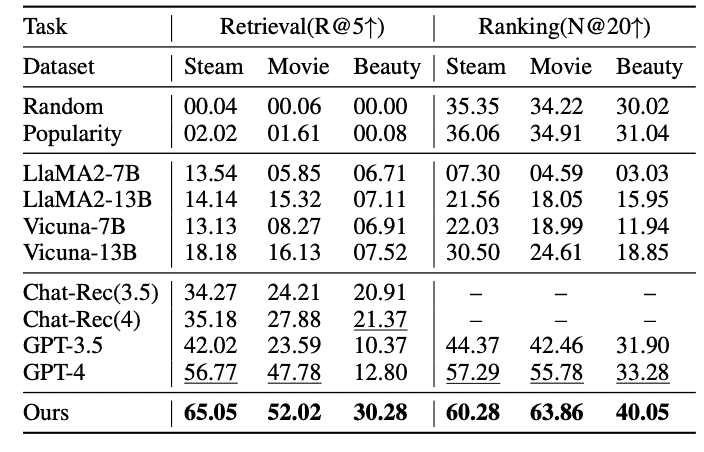 Task Retrieval(R@5↑) Ranking(N@20↑)
Dataset Steam Movie Beauty Steam Movie Beauty
Random 00.04 00.06 00.00 35.35 34.22 30.02
Popularity 02.02 01.61 00.08 36.06 34.91 31.04
LlaMA2-7B 13.54 05.85 06.71 07.30 04.59 03.03
LlaMA2-13B 14.14 15.32 07.11 21.56 18.05 15.95
Vicuna-7B 13.13 08.27 06.91 22.03 18.99 11.94
Vicuna-13B 18.18 16.13 07.52 30.50 24.61 18.85
Chat-Rec(3.5) 34.27 24.21 20.91 – – –
Chat-Rec(4) 35.18 27.88 21.37 – – –
GPT-3.5 42.02 23.59 10.37 44.37 42.46 31.90
GPT-4 56.77 47.78 12.80 57.29 55.78 33.28
Ours 65.05 52.02 30.28 60.28 63.86 40.05